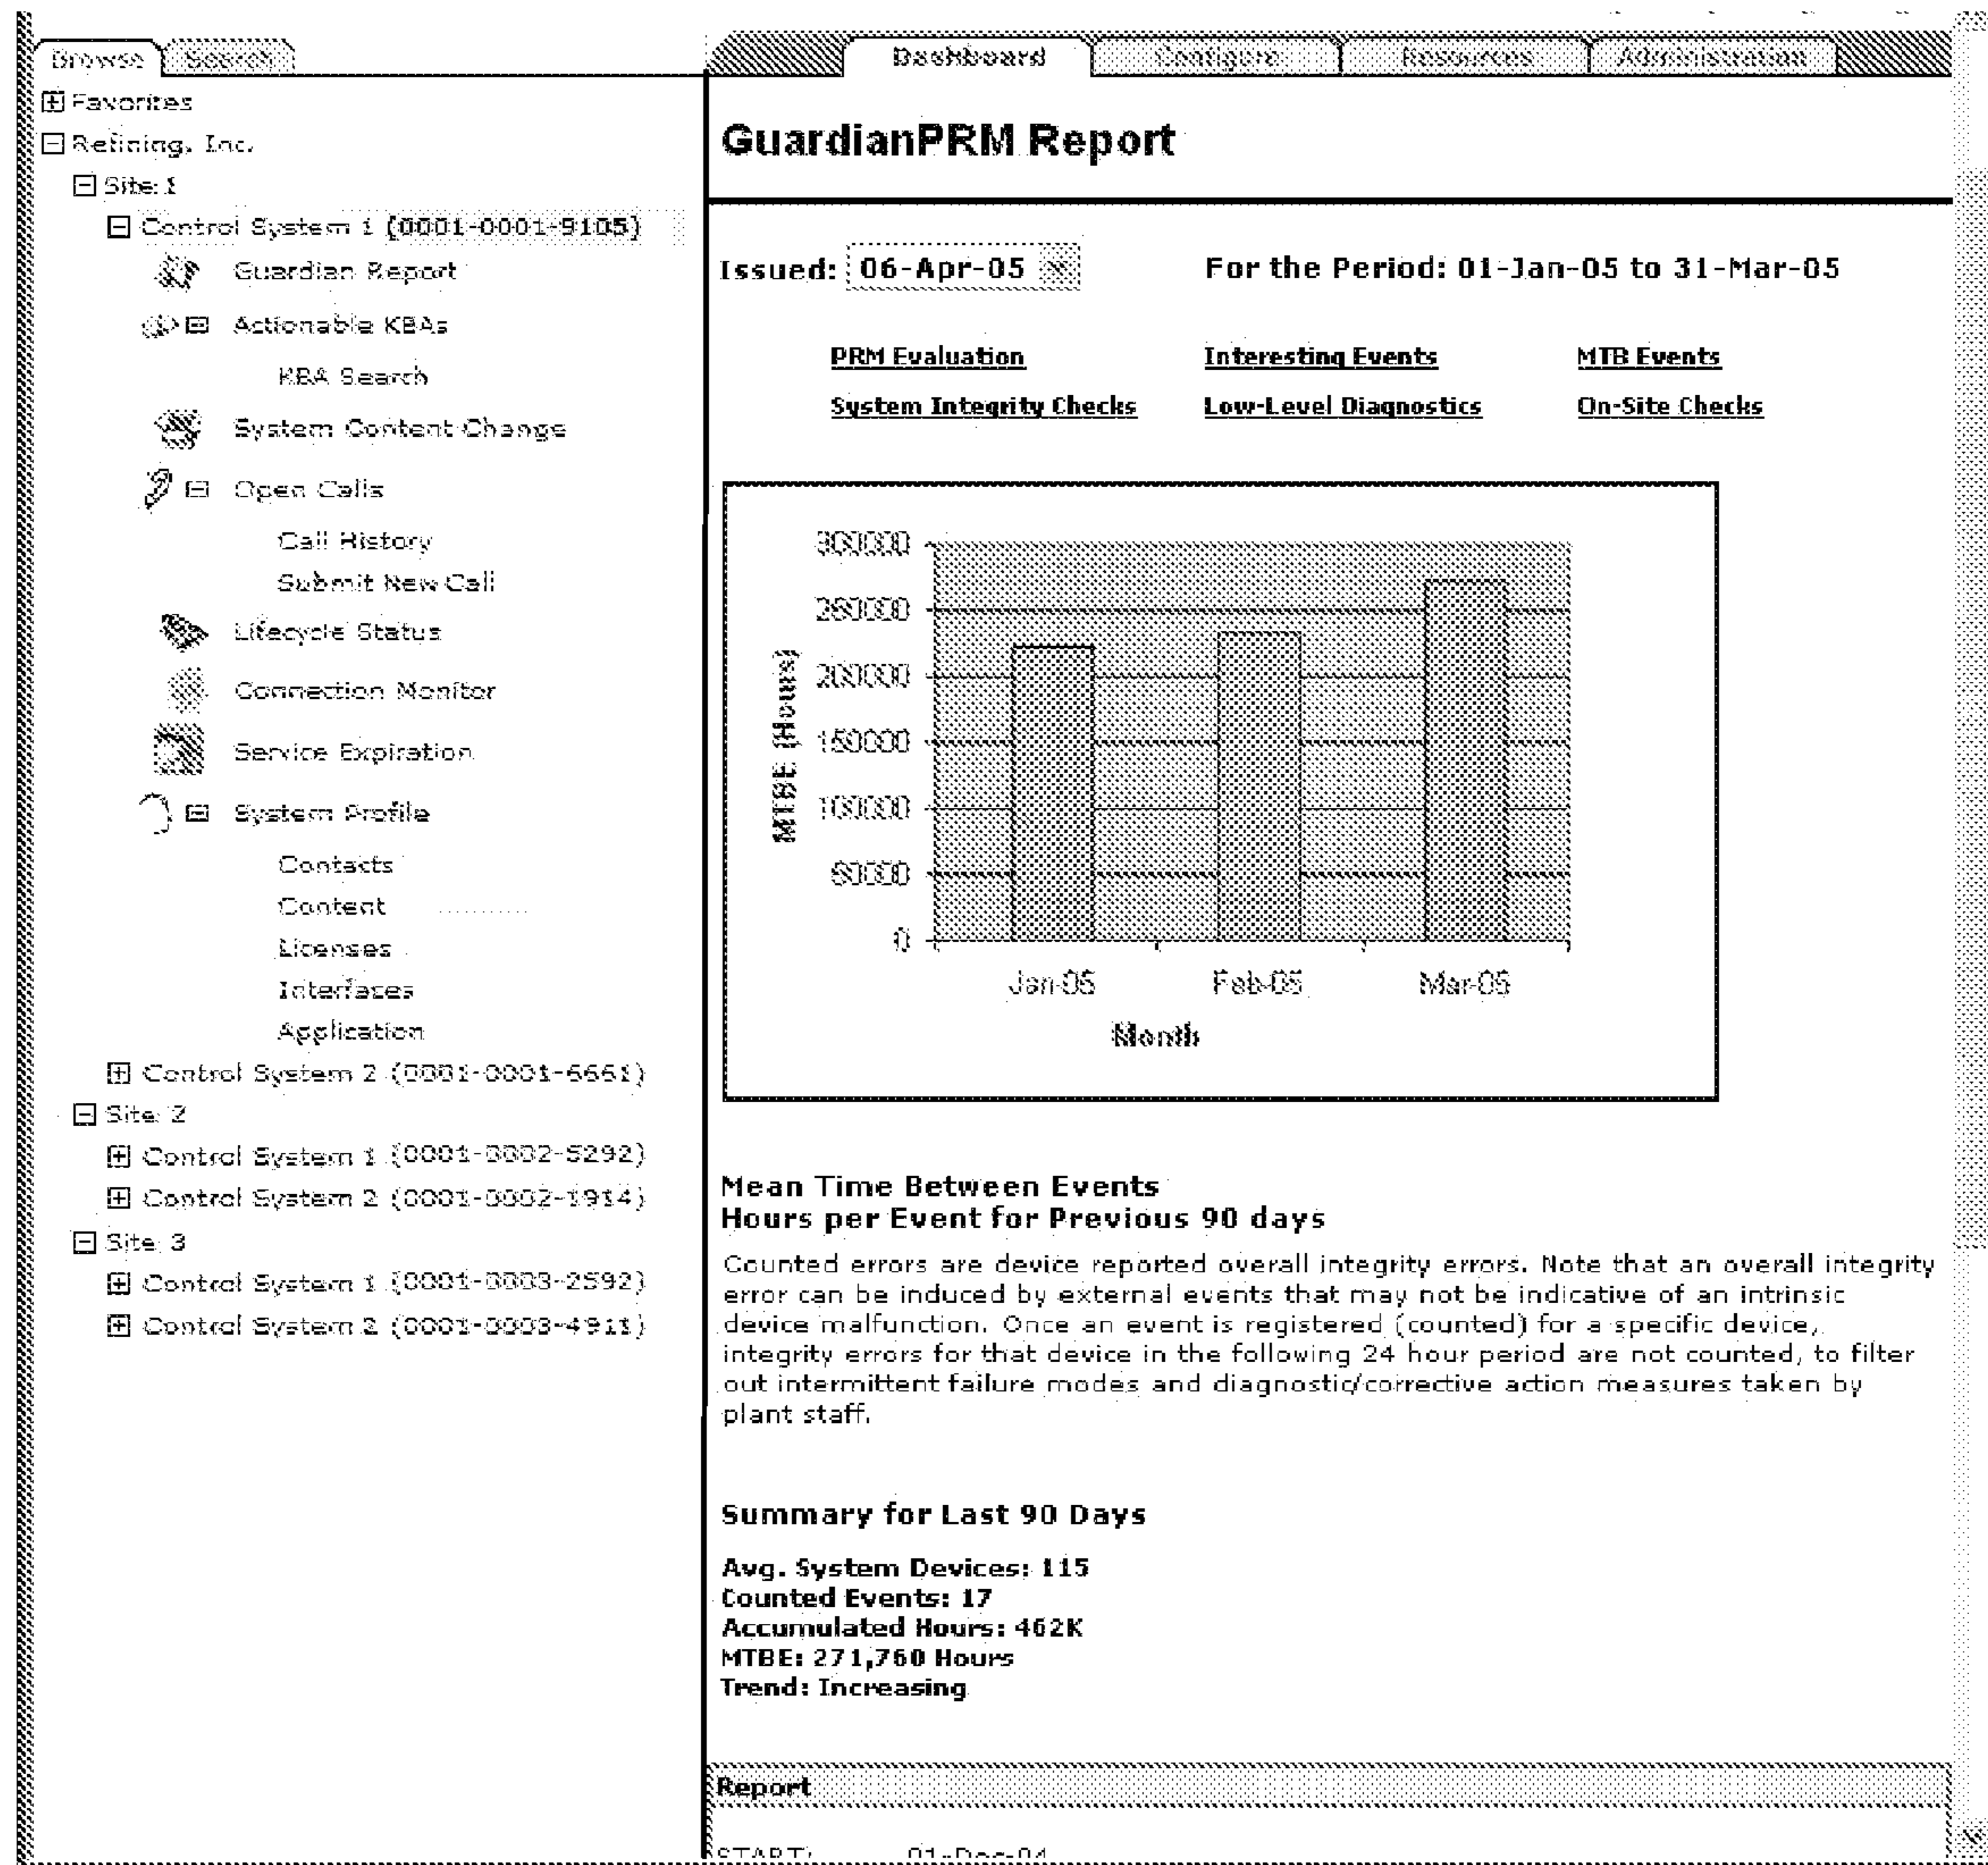 Browse Search
Favorites
Refining, Inc.
Site 1
Control System 1 (0001-0001-9105)
Guardian Report
Actionable KBAs
KBA Search
System Content Change
Open Calls
Call History
Submit New Call
Lifecycle Status
Connection Monitor
Service Expiration
System Profile
Contacts
Content
Licenses
Interfaces
Application
Control System 2 (0001-0001-6661)
Site 2
Control System 1 (0001-0002-5292)
Control System 2 (0001-0002-1914)
Site 3
Control System 1 (0001-0003-2592)
Control System 2 (0001-0003-4911)
Dashboard Configure Resources Administration
GuardianPRM Report
Issued: 06-Apr-05 For the Period: 01-Jan-05 to 31-Mar-05
PRM Evaluation Interesting Events MTB Events
System Integrity Checks Low-Level Diagnostics On-Site Checks
300000
250000
200000
150000
100000
50000
0
MTBE (Hours)
Jan-05 Feb-05 Mar-05
Month
Mean Time Between Events
Hours per Event for Previous 90 days
Counted errors are device reported overall integrity errors. Note that an overall integrity
error can be induced by external events that may not be indicative of an intrinsic
device malfunction. Once an event is registered (counted) for a specific device,
integrity errors for that device in the following 24 hour period are not counted, to filter
out intermittent failure modes and diagnostic/corrective action measures taken by
plant staff.
Summary for Last 90 Days
Avg. System Devices: 115
Counted Events: 17
Accumulated Hours: 462K
MTBE: 271,760 Hours
Trend: Increasing
Report
START: 01-Dec-04